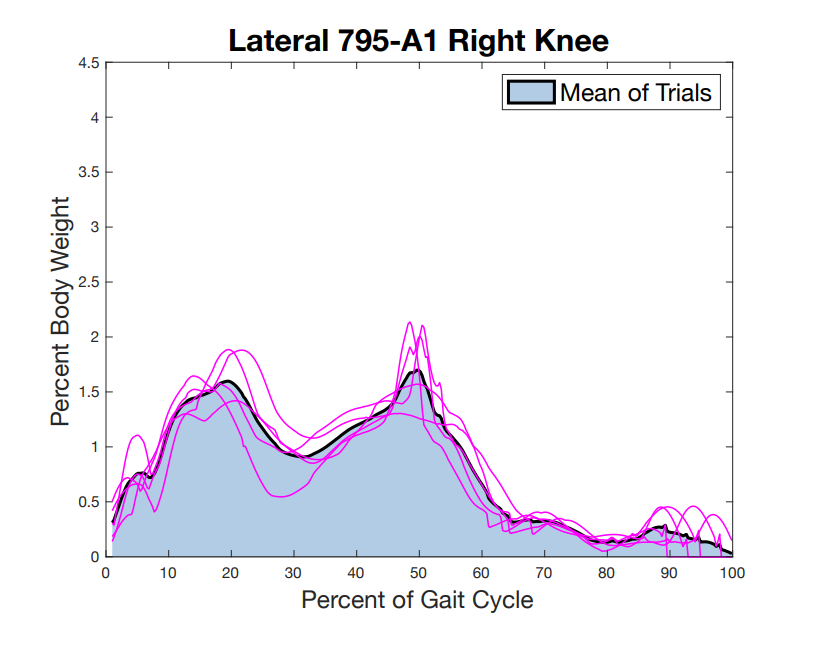 Lateral 795-A1 Right Knee
Mean of Trials
Percent Body Weight
4.5
4
3.5
3
2.5
2
1.5
1
0.5
0
0 10 20 30 40 50 60 70 80 90 100
Percent of Gait Cycle